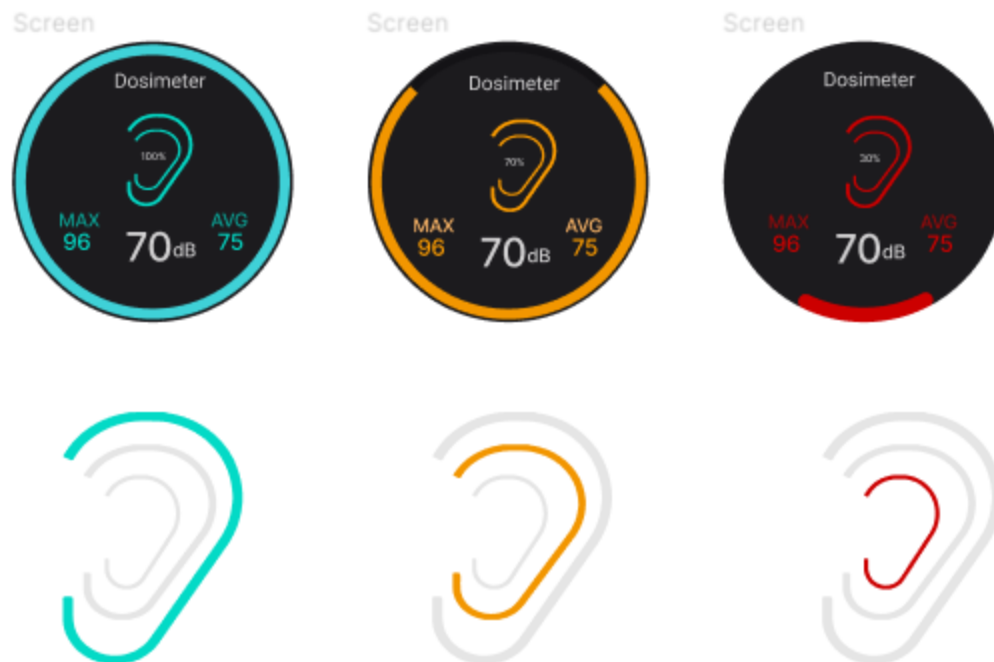 Screen
Dosimeter
100%
MAX
96
70dB
AVG
75
Screen
Dosimeter
70%
MAX
96
70dB
AVG
75
Screen
Dosimeter
30%
MAX
96
70dB
AVG
75